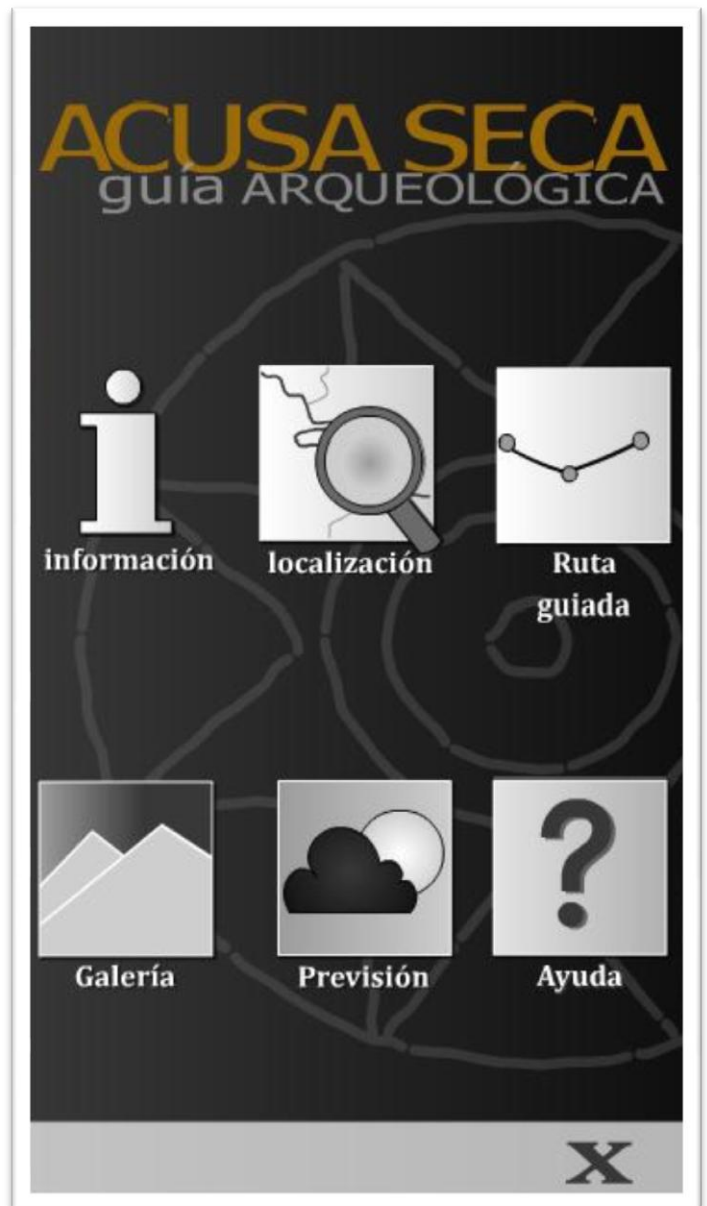 ACUSA SECA
guía ARQUEOLÓGICA
información
localización
Ruta
guiada
Galería
Previsión
Ayuda
X